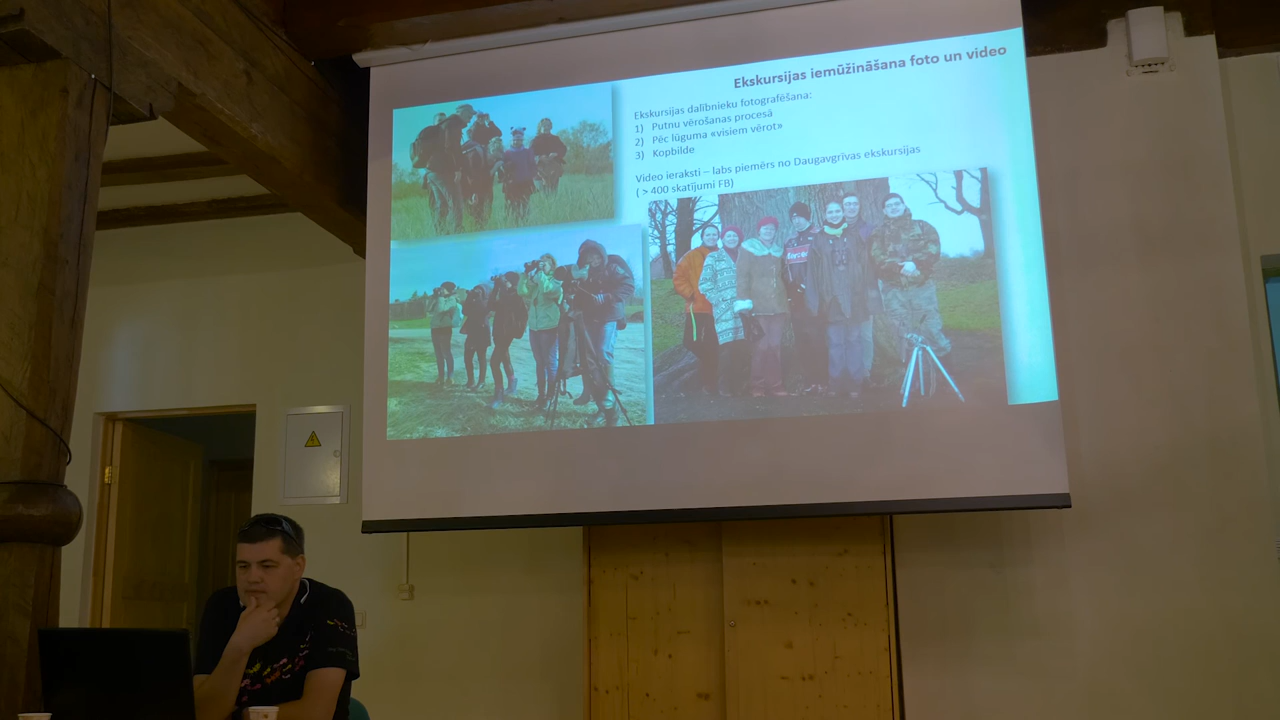 Ekskursijas iemūžināšana foto un video
Ekskursijas dalībnieku fotografēšana:
1) Putnu vērošanas procesā
2) Pēc lūguma «visiem vērot»
3) Kopbilde
Video ieraksti – labs piemērs no Daugavgrīvas ekskursijas
( > 400 skatījumi FB)